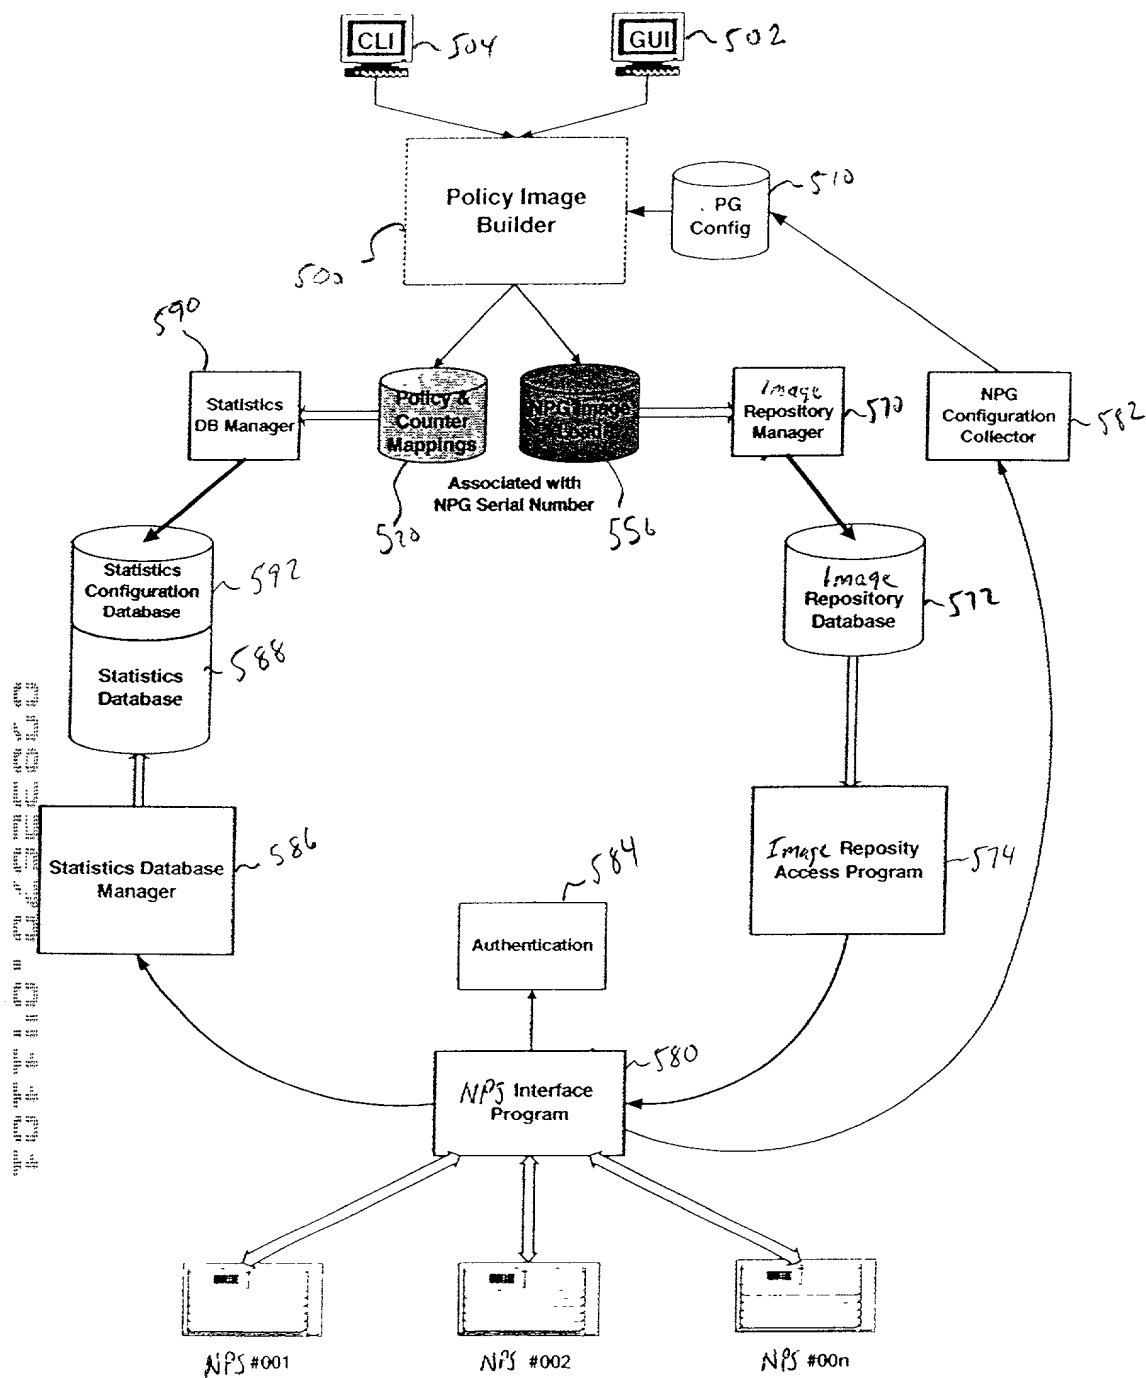 CLI 504
GUI 502
Policy Image
Builder
500
. PG
Config
510
590
Statistics
DB Manager
Policy &
Counter
Mappings
NPG Image
Load
Image
Repository
Manager
570
NPG
Configuration
Collector
582
Associated with
NPG Serial Number
520
556
Statistics
Configuration
Database
592
Statistics
Database
588
Image
Repository
Database
572
Statistics Database
Manager
586
Image Reposity
Access Program
574
584
Authentication
NPS Interface
Program
580
NPS #001
NPS #002
NPS #00n